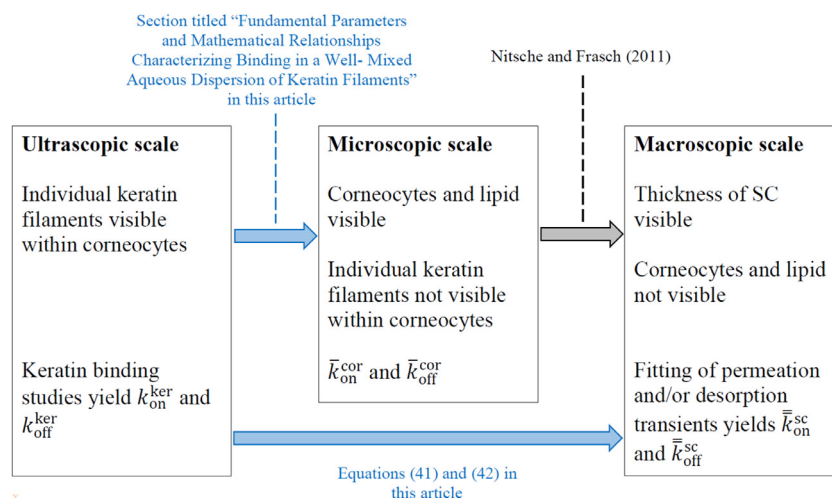 Section titled “Fundamental Parameters
and Mathematical Relationships
Characterizing Binding in a Well- Mixed
Aqueous Dispersion of Keratin Filaments”
in this article
Nitsche and Frasch (2011)
Ultrascopic scale
Individual keratin
filaments visible
within corneocytes
Keratin binding
studies yield k_on^ker and
k_off^ker
Microscopic scale
Corneocytes and lipid
visible
Individual keratin
filaments not visible
within corneocytes
k̄_on^cor and k̄_off^cor
Macroscopic scale
Thickness of SC
visible
Corneocytes and lipid
not visible
Fitting of permeation
and/or desorption
transients yields k̿_on^sc
and k̿_off^sc
Equations (41) and (42) in
this article